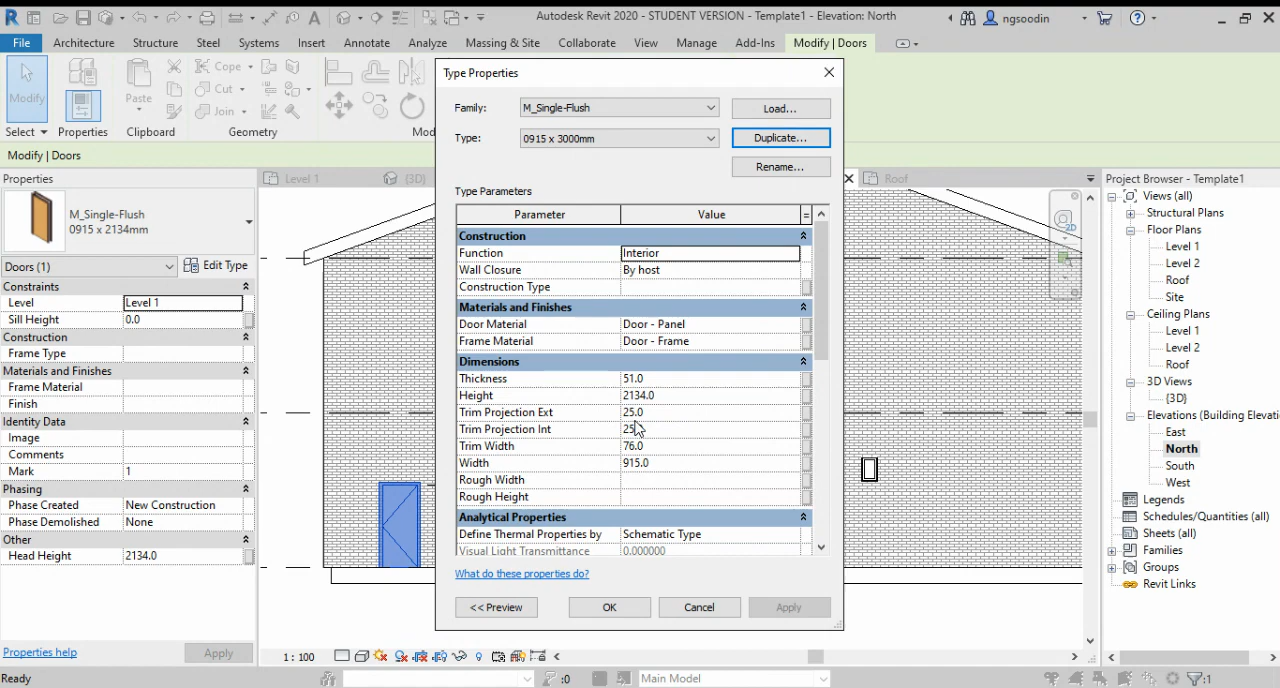 Autodesk Revit 2020 - STUDENT VERSION - Template1 - Elevation: North
ngsoodin
File Architecture Structure Steel Systems Insert Annotate Analyze Massing & Site Collaborate View Manage Add-Ins Modify | Doors
Modify
Paste
Cope
Cut
Join
Select Properties Clipboard Geometry Mod
Modify | Doors
Properties
M_Single-Flush
0915 x 2134mm
Doors (1)
Edit Type
Constraints
Level Level 1
Sill Height 0.0
Construction
Frame Type
Materials and Finishes
Frame Material
Finish
Identity Data
Image
Comments
Mark 1
Phasing
Phase Created New Construction
Phase Demolished None
Other
Head Height 2134.0
Properties help
Apply
Level 1
{3D}
Roof
Type Properties
Family: M_Single-Flush Load...
Type: 0915 x 3000mm Duplicate...
Rename...
Type Parameters
Parameter Value =
Construction
Function Interior
Wall Closure By host
Construction Type
Materials and Finishes
Door Material Door - Panel
Frame Material Door - Frame
Dimensions
Thickness 51.0
Height 2134.0
Trim Projection Ext 25.0
Trim Projection Int
Trim Width 76.0
Width 915.0
Rough Width
Rough Height
Analytical Properties
Define Thermal Properties by Schematic Type
Visual Light Transmittance 0.000000
What do these properties do?
<< Preview OK Cancel Apply
2D
Project Browser - Template1
Views (all)
Structural Plans
Floor Plans
Level 1
Level 2
Roof
Site
Ceiling Plans
Level 1
Level 2
Roof
3D Views
{3D}
Elevations (Building Elevati
East
North
South
West
Legends
Schedules/Quantities (all)
Sheets (all)
Families
Groups
Revit Links
1 : 100
Ready
:0
Main Model
:1